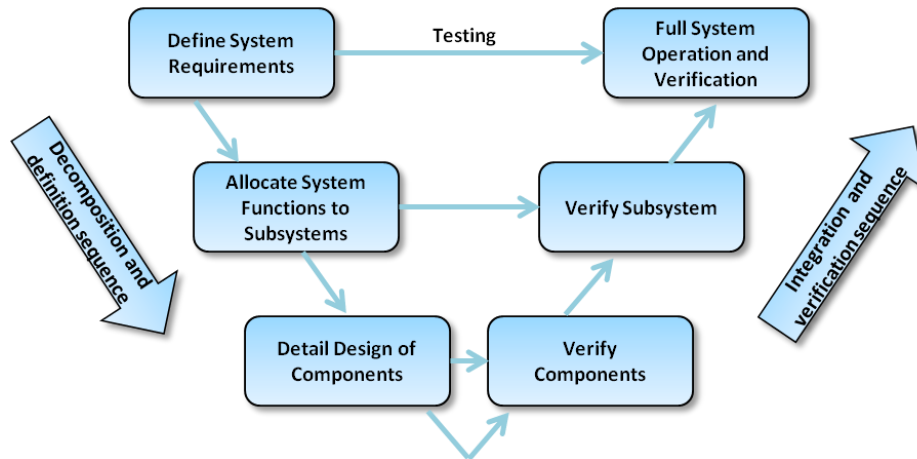 Define System
Requirements
Testing
Full System
Operation and
Verification
Decomposition and
definition sequence
Allocate System
Functions to
Subsystems
Verify Subsystem
Integration and
verification sequence
Detail Design of
Components
Verify
Components